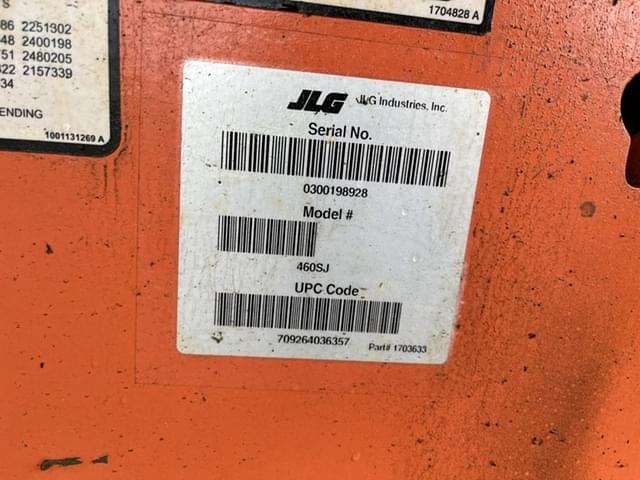 S
86 2251302
48 2400198
51 2480205
322 2157339
34
ENDING
1001131269 A
1704828 A
JLG JLG Industries, Inc.
Serial No.
0300198928
Model #
460SJ
UPC Code
709264036357
Part# 1703633